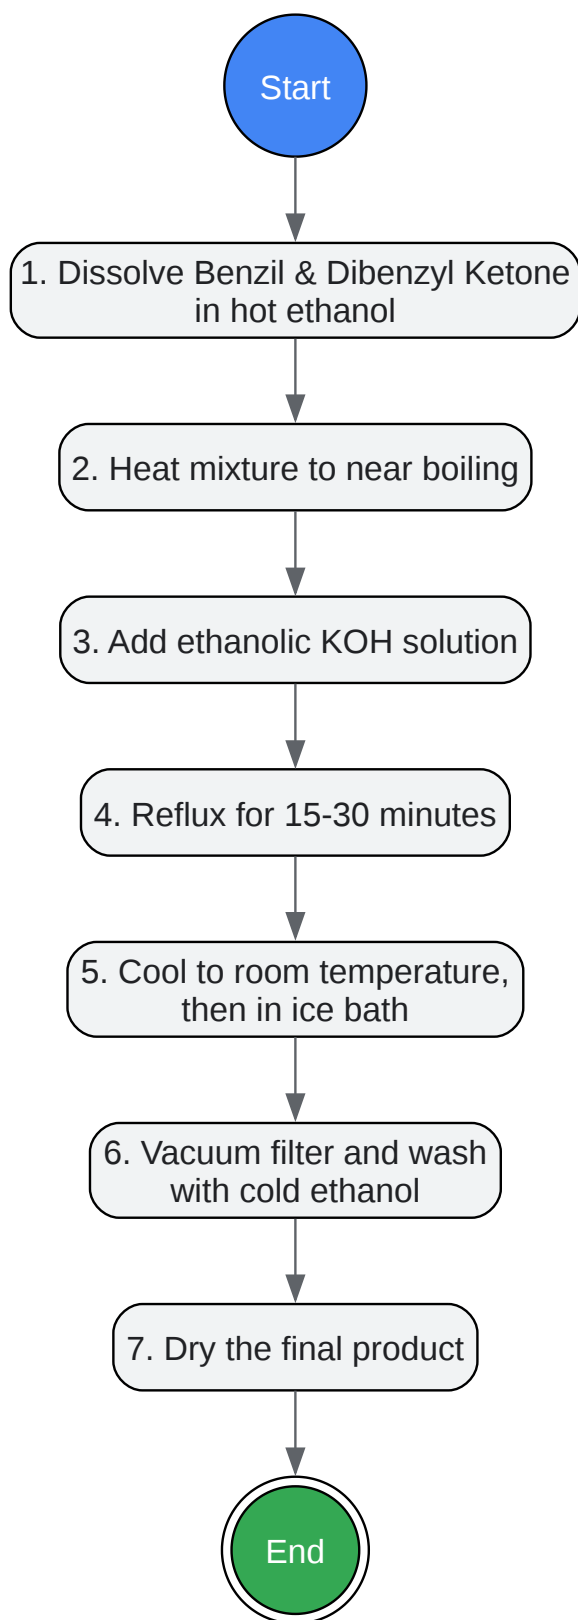 Start
1. Dissolve Benzil & Dibenzyl Ketone
in hot ethanol
2. Heat mixture to near boiling
3. Add ethanolic KOH solution
4. Reflux for 15-30 minutes
5. Cool to room temperature,
then in ice bath
6. Vacuum filter and wash
with cold ethanol
7. Dry the final product
End